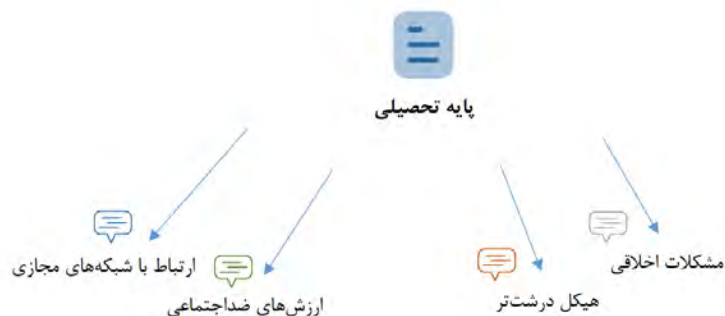 پایه تحصیلی
مشکلات اخلاقی
هیکل درشت‌تر
ارزش‌های ضداجتماعی
ارتباط با شبکه‌های مجازی